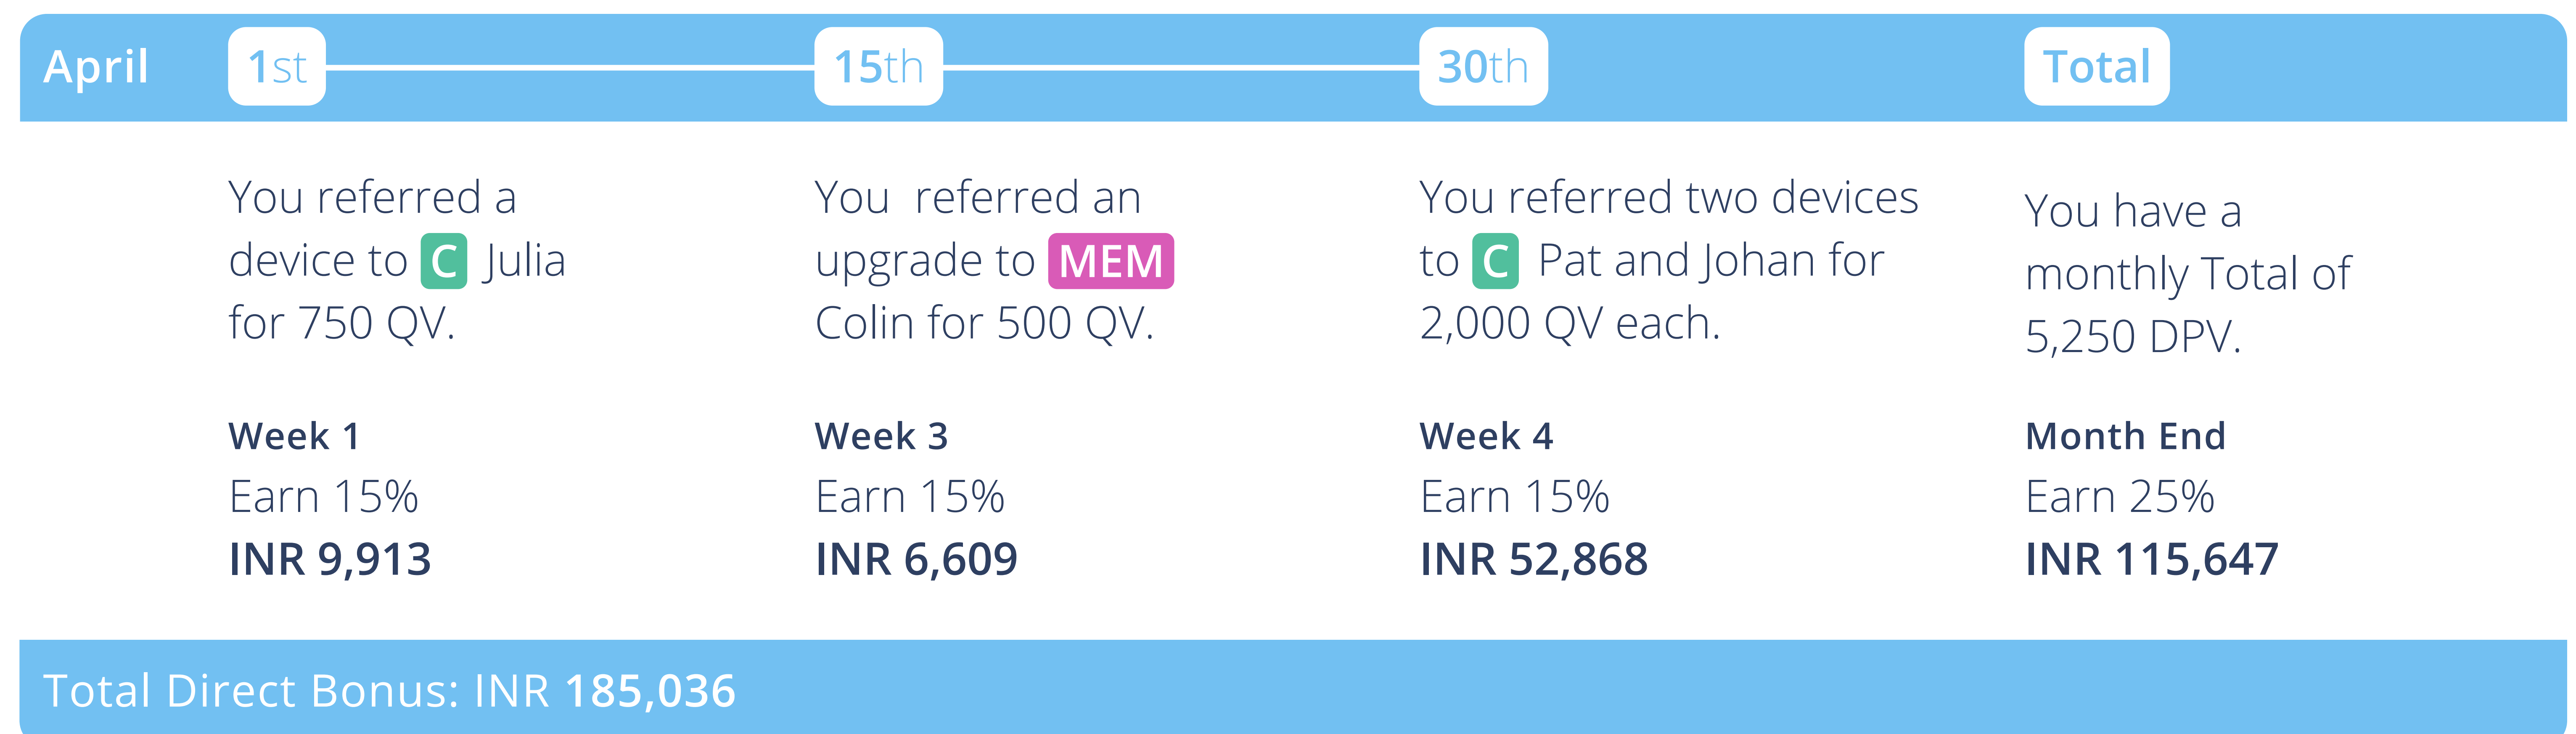 April 1st 15th 30th Total
You referred a
device to C Julia
for 750 QV.
Week 1
Earn 15%
INR 9,913
You referred an
upgrade to MEM
Colin for 500 QV.
Week 3
Earn 15%
INR 6,609
You referred two devices
to C Pat and Johan for
2,000 QV each.
Week 4
Earn 15%
INR 52,868
You have a
monthly Total of
5,250 DPV.
Month End
Earn 25%
INR 115,647
Total Direct Bonus: INR 185,036